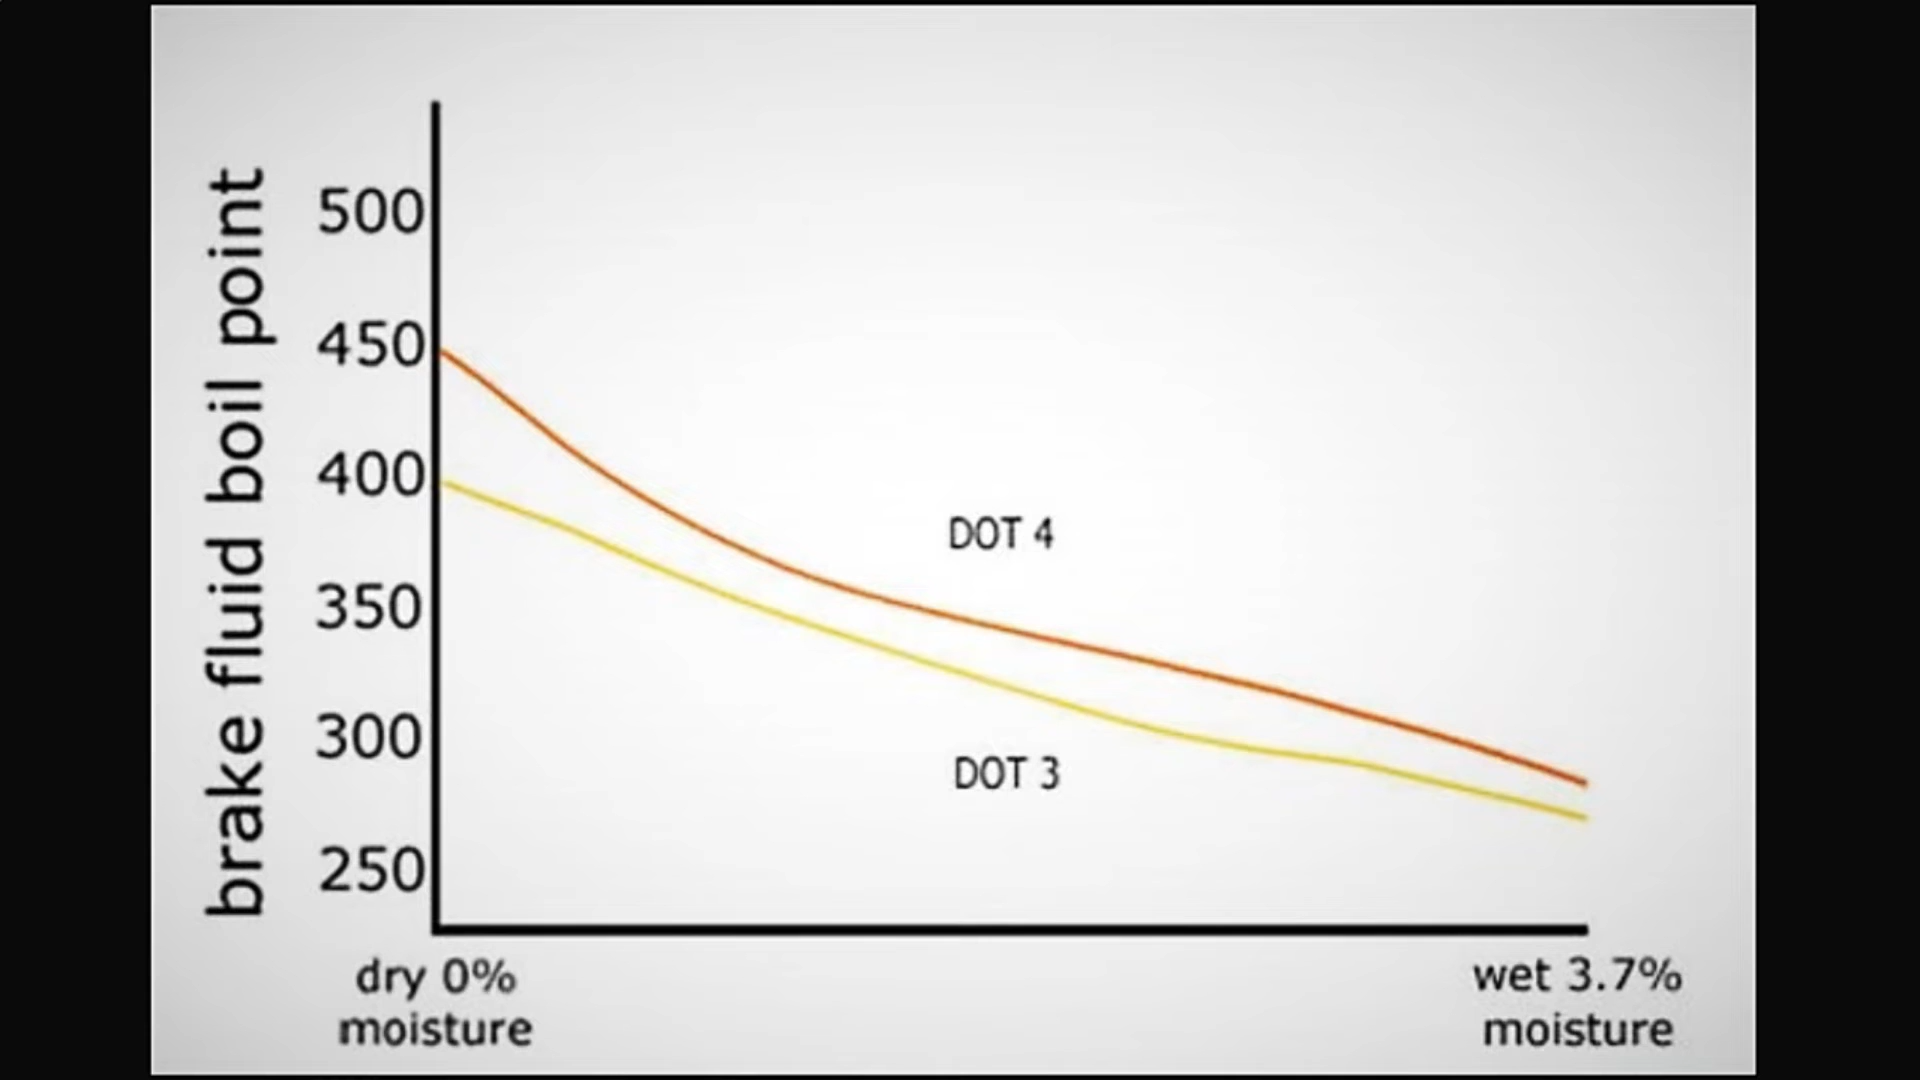 brake fluid boil point
500
450
400
350
300
250
DOT 4
DOT 3
dry 0%
moisture
wet 3.7%
moisture